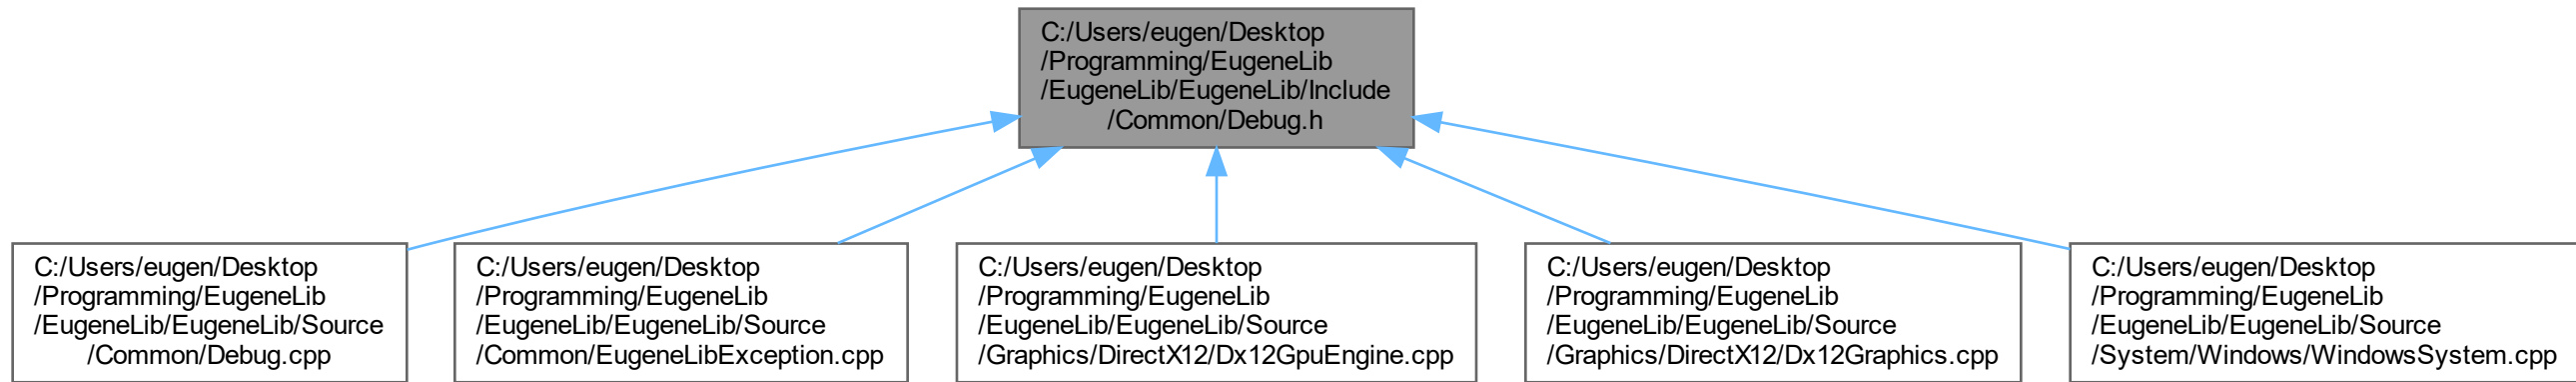 C:/Users/eugen/Desktop
/Programming/EugeneLib
/EugeneLib/EugeneLib/Include
/Common/Debug.h
C:/Users/eugen/Desktop
/Programming/EugeneLib
/EugeneLib/EugeneLib/Source
/Common/Debug.cpp
C:/Users/eugen/Desktop
/Programming/EugeneLib
/EugeneLib/EugeneLib/Source
/Common/EugeneLibException.cpp
C:/Users/eugen/Desktop
/Programming/EugeneLib
/EugeneLib/EugeneLib/Source
/Graphics/DirectX12/Dx12GpuEngine.cpp
C:/Users/eugen/Desktop
/Programming/EugeneLib
/EugeneLib/EugeneLib/Source
/Graphics/DirectX12/Dx12Graphics.cpp
C:/Users/eugen/Desktop
/Programming/EugeneLib
/EugeneLib/EugeneLib/Source
/System/Windows/WindowsSystem.cpp